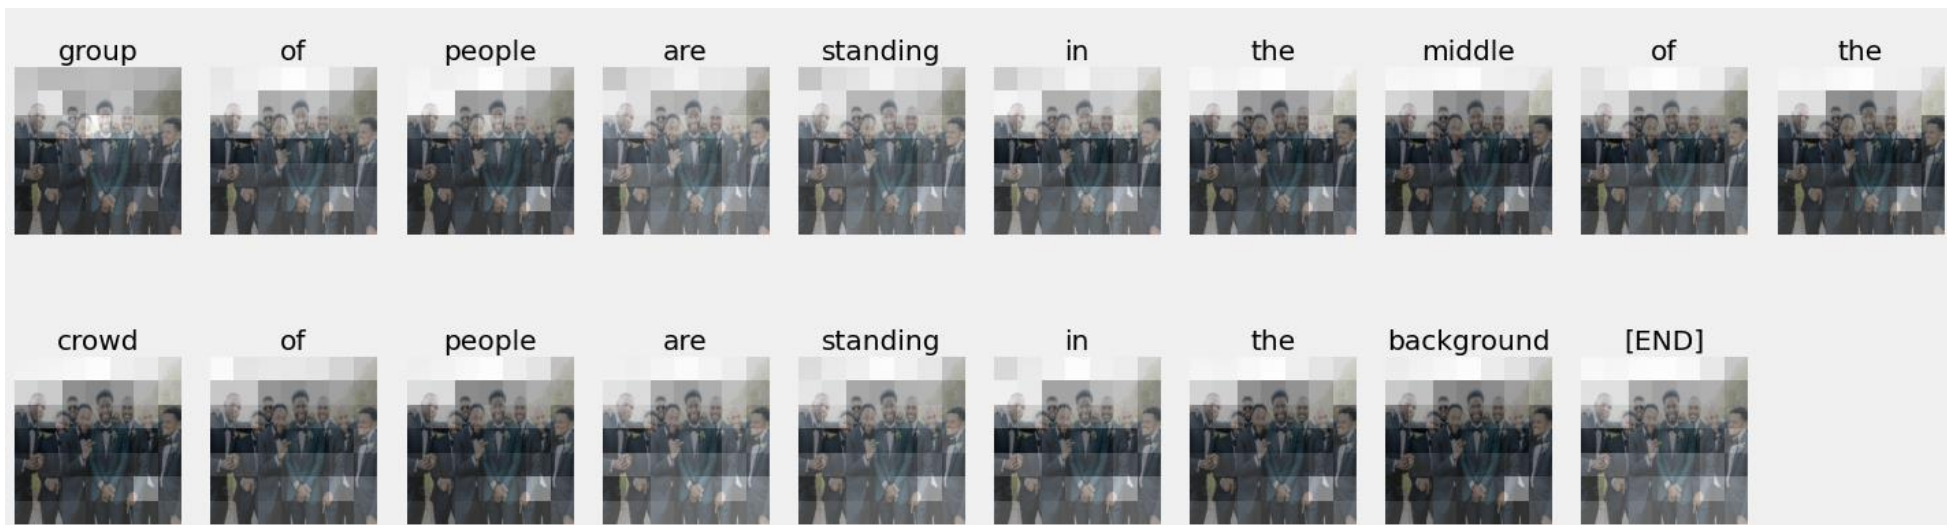 group of people are standing in the middle of the
crowd of people are standing in the background [END]